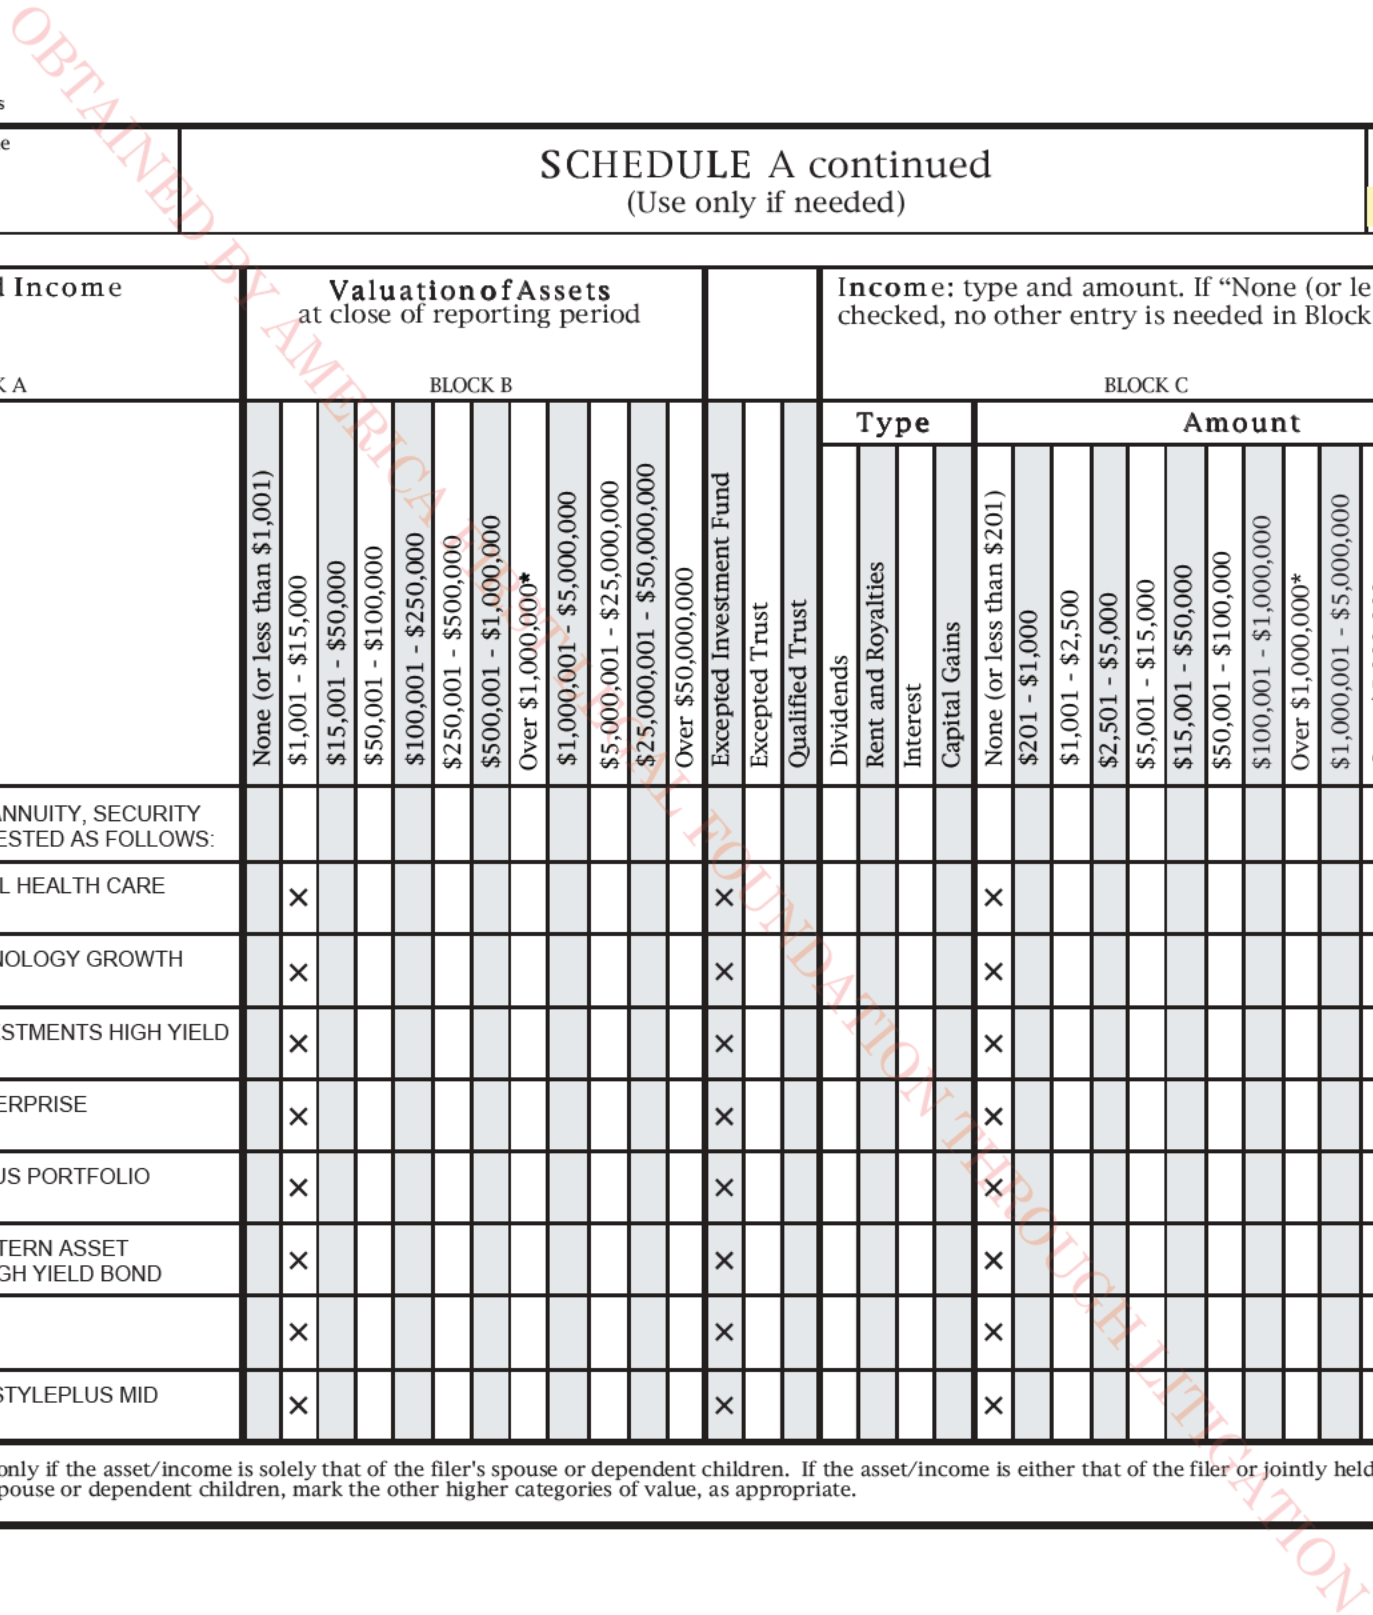 s
e
SCHEDULE A continued
(Use only if needed)
Income
Valuation of Assets
at close of reporting period
Income: type and amount. If “None (or le
checked, no other entry is needed in Block
K A
BLOCK B
BLOCK C
Type
Amount
None (or less than $1,001)
$1,001 - $15,000
$15,001 - $50,000
$50,001 - $100,000
$100,001 - $250,000
$250,001 - $500,000
$500,001 - $1,000,000
Over $1,000,000*
$1,000,001 - $5,000,000
$5,000,001 - $25,000,000
$25,000,001 - $50,000,000
Over $50,000,000
Excepted Investment Fund
Excepted Trust
Qualified Trust
Dividends
Rent and Royalties
Interest
Capital Gains
None (or less than $201)
$201 - $1,000
$1,001 - $2,500
$2,501 - $5,000
$5,001 - $15,000
$15,001 - $50,000
$50,001 - $100,000
$100,001 - $1,000,000
Over $1,000,000*
$1,000,001 - $5,000,000
ANNUITY, SECURITY
ESTED AS FOLLOWS:
L HEALTH CARE
× × ×
NOLOGY GROWTH
× × ×
STMENTS HIGH YIELD
× × ×
ERPRISE
× × ×
US PORTFOLIO
× × ×
TERN ASSET
GH YIELD BOND
× × ×
× × ×
STYLEPLUS MID
× × ×
only if the asset/income is solely that of the filer's spouse or dependent children. If the asset/income is either that of the filer or jointly held
pouse or dependent children, mark the other higher categories of value, as appropriate.
OBTAINED BY AMERICA FIRST LEGAL FOUNDATION THROUGH LITIGATION